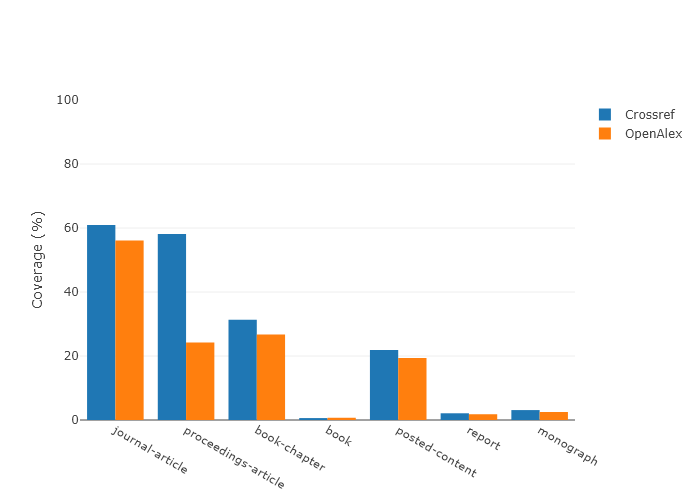 100
80
60
40
20
0
Coverage (%)
journal-article
proceedings-article
book-chapter
book
posted-content
report
monograph
Crossref
OpenAlex